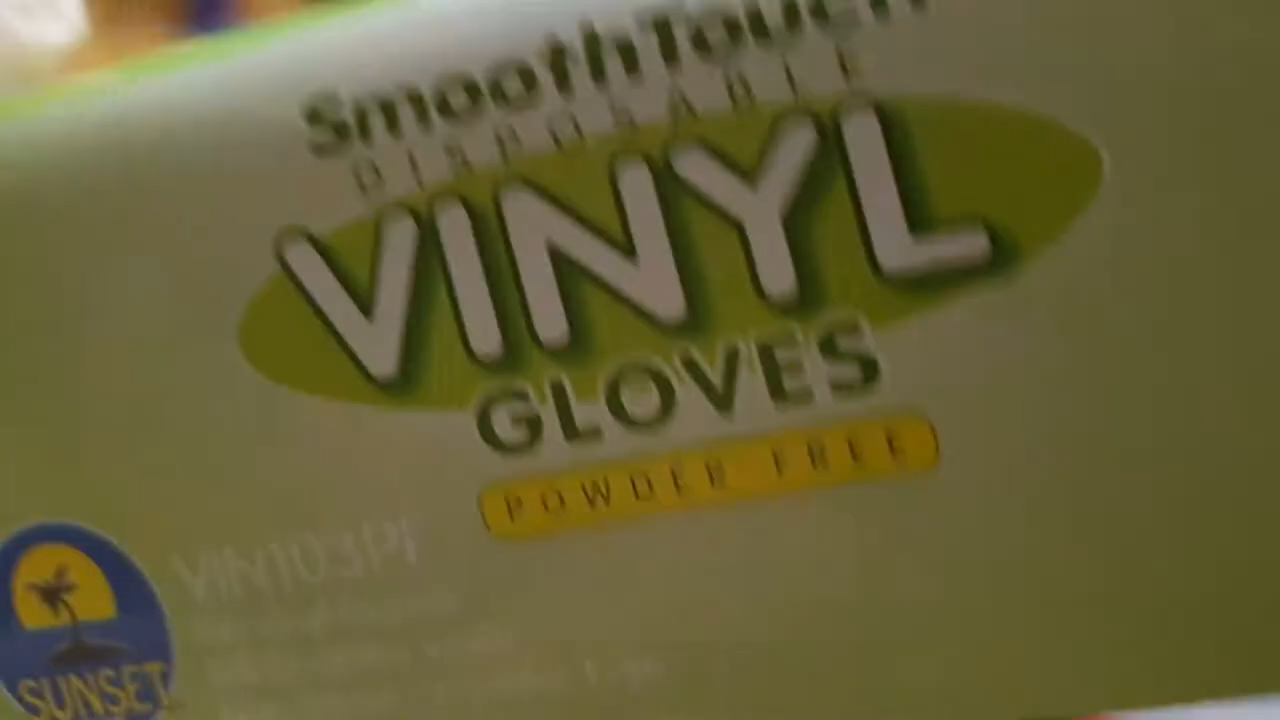 SmoothTouch
DISPOSABLE
VINYL
GLOVES
POWDER FREE
VIN103PF
SUNSET